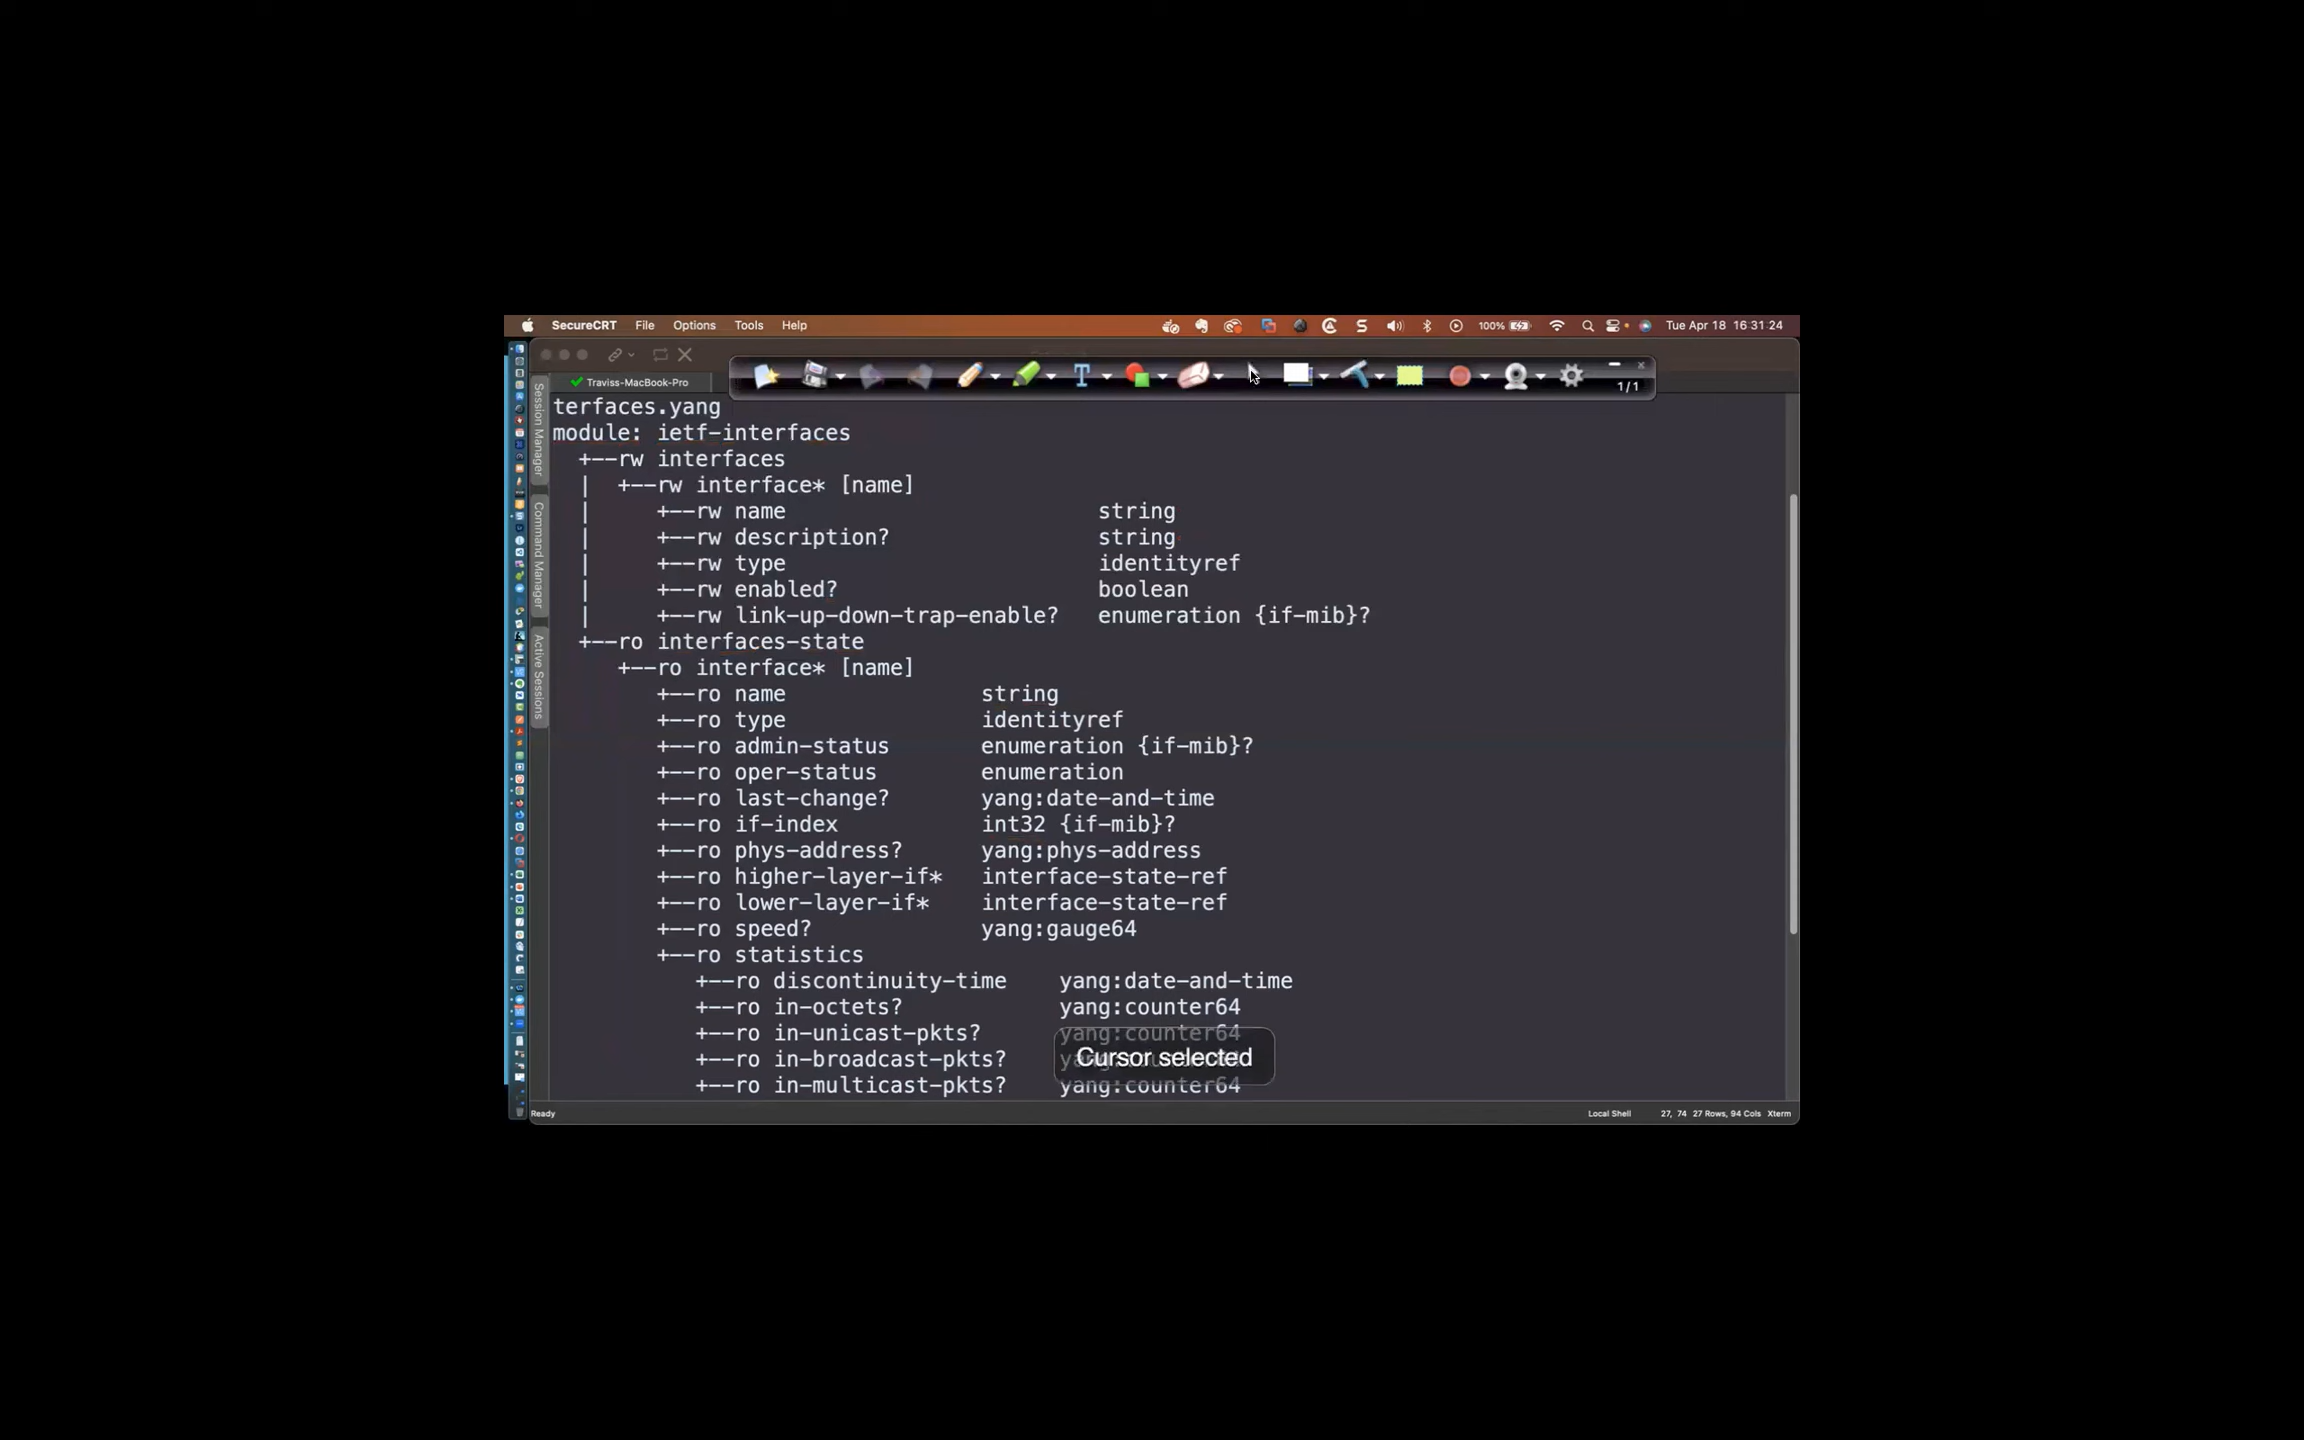 SecureCRT File Options Tools Help 100% Tue Apr 18 16:31:24
Traviss-MacBook-Pro
1/1
Session Manager
Command Manager
Active Sessions
terfaces.yang
module: ietf-interfaces
+--rw interfaces
| +--rw interface* [name]
| +--rw name string
| +--rw description? string
| +--rw type identityref
| +--rw enabled? boolean
| +--rw link-up-down-trap-enable? enumeration {if-mib}?
+--ro interfaces-state
+--ro interface* [name]
+--ro name string
+--ro type identityref
+--ro admin-status enumeration {if-mib}?
+--ro oper-status enumeration
+--ro last-change? yang:date-and-time
+--ro if-index int32 {if-mib}?
+--ro phys-address? yang:phys-address
+--ro higher-layer-if* interface-state-ref
+--ro lower-layer-if* interface-state-ref
+--ro speed? yang:gauge64
+--ro statistics
+--ro discontinuity-time yang:date-and-time
+--ro in-octets? yang:counter64
+--ro in-unicast-pkts? yang:counter64
+--ro in-broadcast-pkts?
Cursor selected
+--ro in-multicast-pkts? yang:counter64
Ready Local Shell 27, 74 27 Rows, 94 Cols Xterm